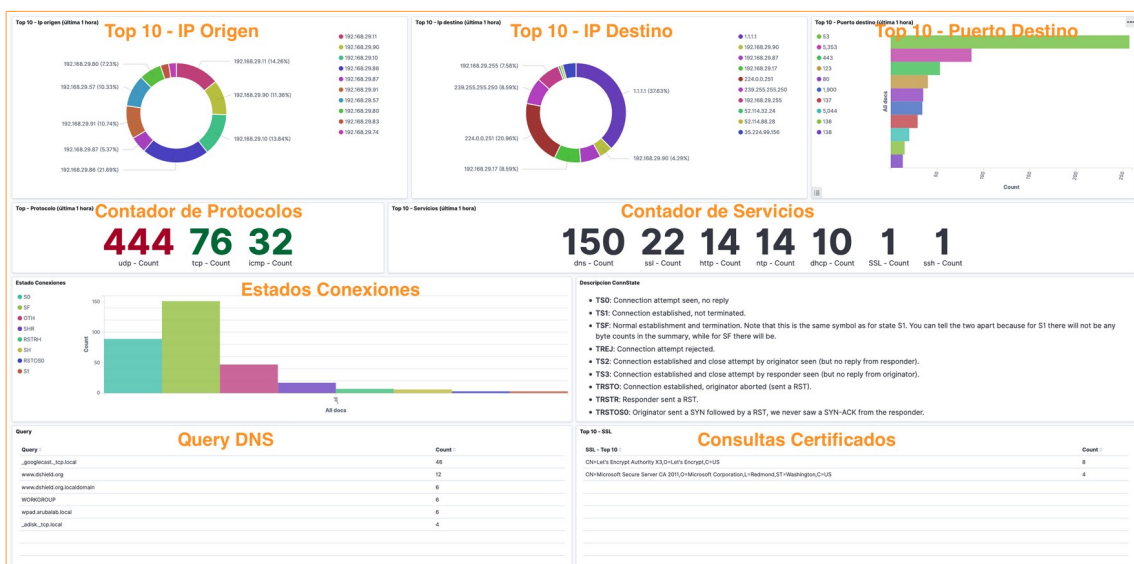 Top 10 - Ip origen (última 1 hora)
Top 10 - IP Origen
192.168.29.80 (7.23%)
192.168.29.57 (10.33%)
192.168.29.91 (10.74%)
192.168.29.87 (5.37%)
192.168.29.11 (14.26%)
192.168.29.90 (11.36%)
192.168.29.10 (13.84%)
192.168.29.11
192.168.29.90
192.168.29.10
192.168.29.86
192.168.29.87
192.168.29.91
192.168.29.57
192.168.29.80
192.168.29.83
192.168.29.74
Top 10 - Ip destino (última 1 hora)
Top 10 - IP Destino
192.168.29.255 (7.58%)
239.255.255.250 (8.59%)
224.0.0.251 (20.96%)
192.168.29.17 (8.59%)
192.168.29.90 (4.29%)
1.1.1.1
192.168.29.90
192.168.29.87
192.168.29.17
224.0.0.251
239.255.255.250
192.168.29.255
52.114.32.24
52.114.88.28
35.224.99.156
Top 10 - Puerto destino (última 1 hora)
Top 10 - Puerto Destino
53
5,353
443
123
80
1,900
137
5,044
136
138
All docs
50
100
150
200
250
Count
Top - Protocolo (última 1 hora)
Contador de Protocolos
444 76 32
udp - Count tcp - Count icmp - Count
Top 10 - Servicios (última 1 hora)
Contador de Servicios
150 22 14 14 10 1 1
dns - Count ssl - Count http - Count ntp - Count dhcp - Count SSL - Count ssh - Count
Estado Conexiones
Estados Conexiones
S0
SF
OTH
SHR
RSTRH
SH
RSTOS0
S1
Count
150
100
50
0
All docs
Descripcion ConnState
TS0: Connection attempt seen, no reply
TS1: Connection established, not terminated.
TSF: Normal establishment and termination. Note that this is the same symbol as for state S1. You can tell the two apart because for S1 there will not be any
byte counts in the summary, while for SF there will be.
TREJ: Connection attempt rejected.
TS2: Connection established and close attempt by originator seen (but no reply from responder).
TS3: Connection established and close attempt by responder seen (but no reply from originator).
TRSTO: Connection established, originator aborted (sent a RST).
TRSTR: Responder sent a RST.
TRSTOS0: Originator sent a SYN followed by a RST, we never saw a SYN-ACK from the responder.
Query
Query DNS
Query Count
_googlecast._tcp.local 46
www.dshield.org 12
www.dshield.org.localdomain 6
WORKGROUP 6
wpad.arubalab.local 6
_adisk._tcp.local 4
Top 10 - SSL
Consultas Certificados
SSL - Top 10 Count
CN=Let's Encrypt Authority X3,O=Let's Encrypt,C=US 8
CN=Microsoft Secure Server CA 2011,O=Microsoft Corporation,L=Redmond,ST=Washington,C=US 4